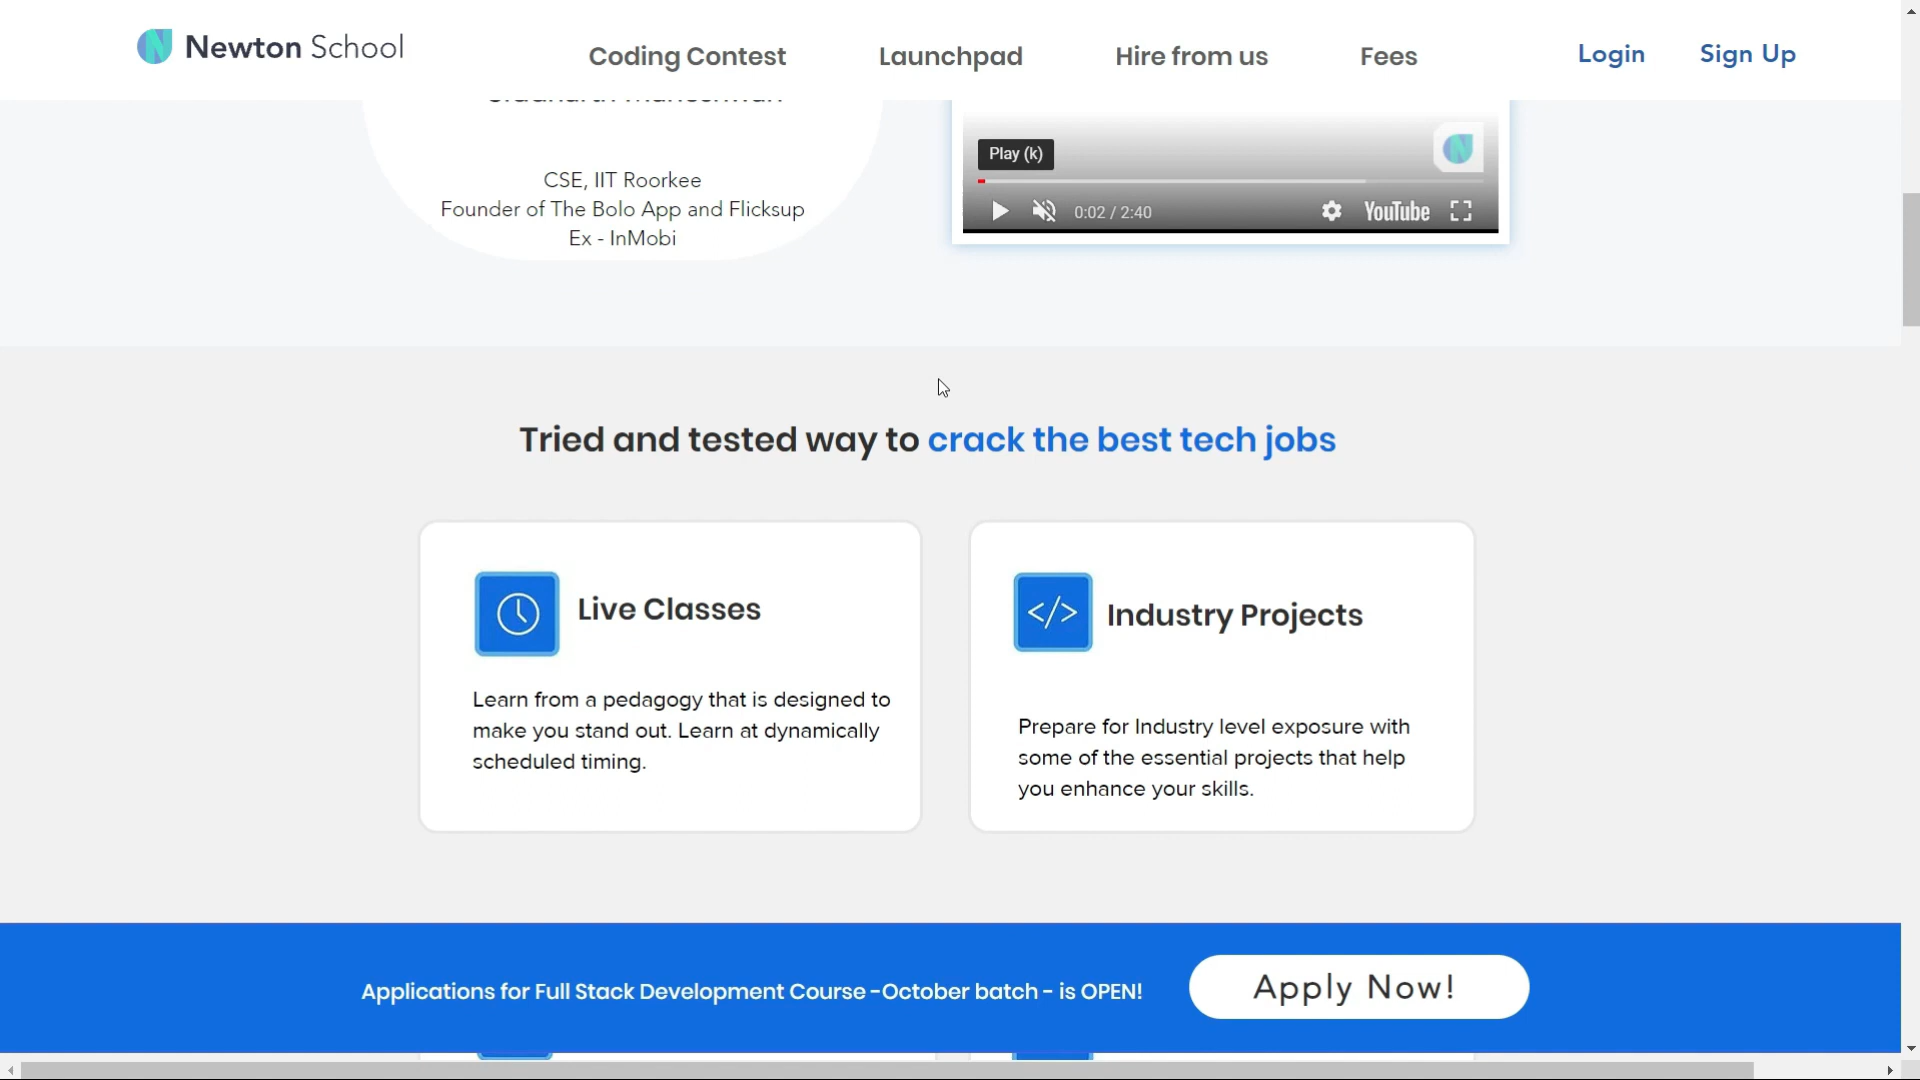 Newton School
Coding Contest
Launchpad
Hire from us
Fees
Login
Sign Up
CSE, IIT Roorkee
Founder of The Bolo App and Flicksup
Ex - InMobi
Play (k)
0:02 / 2:40
YouTube
Tried and tested way to crack the best tech jobs
Live Classes
Learn from a pedagogy that is designed to
make you stand out. Learn at dynamically
scheduled timing.
</> Industry Projects
Prepare for Industry level exposure with
some of the essential projects that help
you enhance your skills.
Applications for Full Stack Development Course -October batch - is OPEN!
Apply Now!